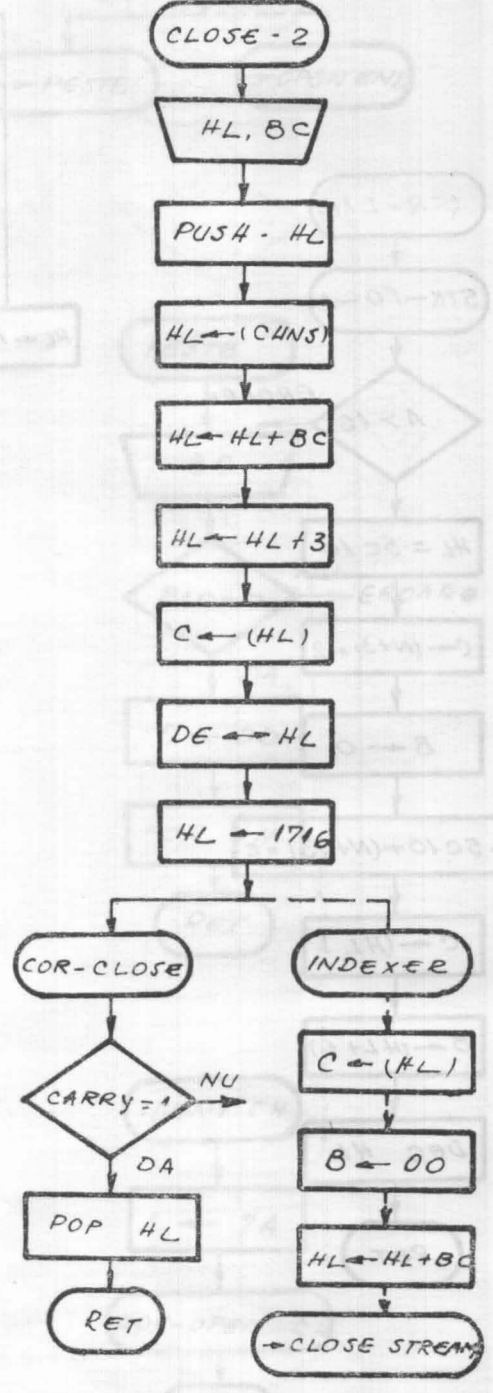 CLOSE - 2
HL, BC
PUSH - HL
HL ← (CHNS)
HL ← HL + BC
HL ← HL + 3
C ← (HL)
DE ↔ HL
HL ← 1716
COR-CLOSE
INDEXER
CARRY=1
NU
DA
POP HL
RET
C ← (HL)
B ← 00
HL ← HL+BC
→ CLOSE STREAM